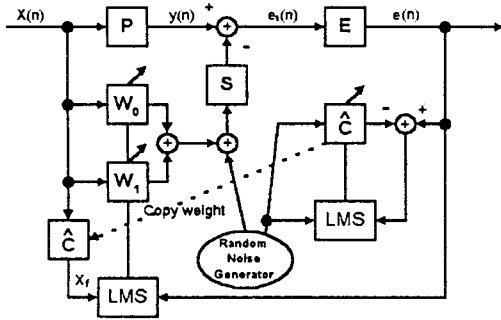 X(n) P y(n) + e₁(n) E e(n)
-
S
W₀
Ĉ - +
+ +
W₁
Copy weight
Ĉ LMS
Random
Noise
Generator
X_f
LMS